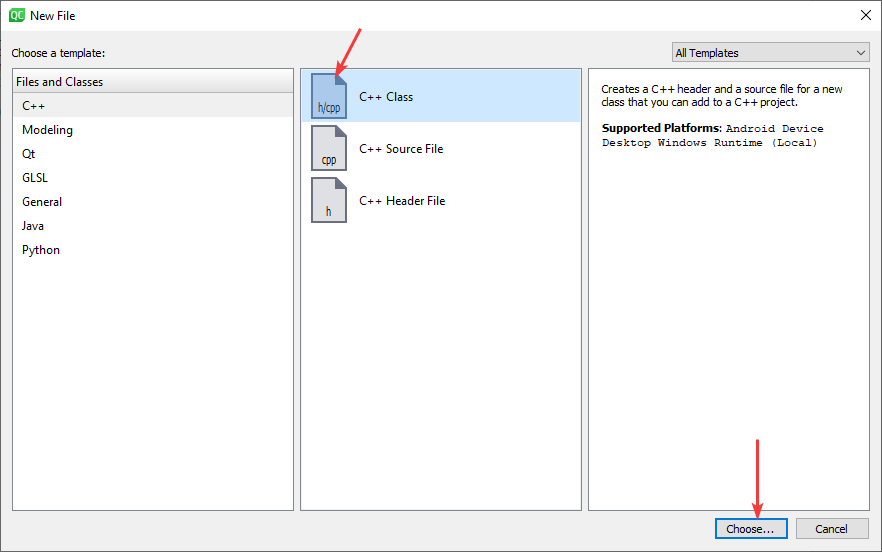 QC New File
Choose a template:
All Templates
Files and Classes
C++
Modeling
Qt
GLSL
General
Java
Python
h/cpp
C++ Class
cpp
C++ Source File
h
C++ Header File
Creates a C++ header and a source file for a new
class that you can add to a C++ project.
Supported Platforms: Android Device
Desktop Windows Runtime (Local)
Choose...
Cancel